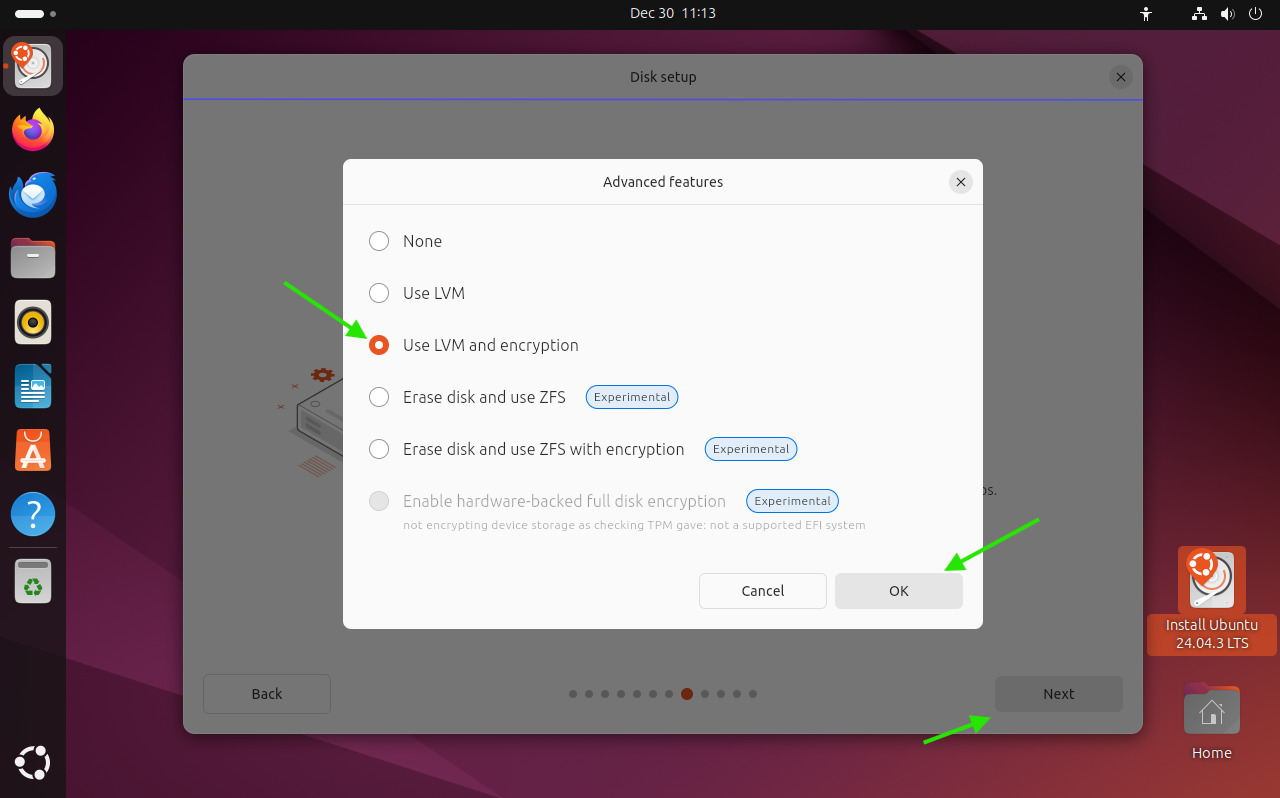 Dec 30 11:13
Disk setup
Advanced features
None
Use LVM
Use LVM and encryption
Erase disk and use ZFS Experimental
Erase disk and use ZFS with encryption Experimental
Enable hardware-backed full disk encryption Experimental
not encrypting device storage as checking TPM gave: not a supported EFI system
Cancel
OK
Back
Next
Install Ubuntu
24.04.3 LTS
Home